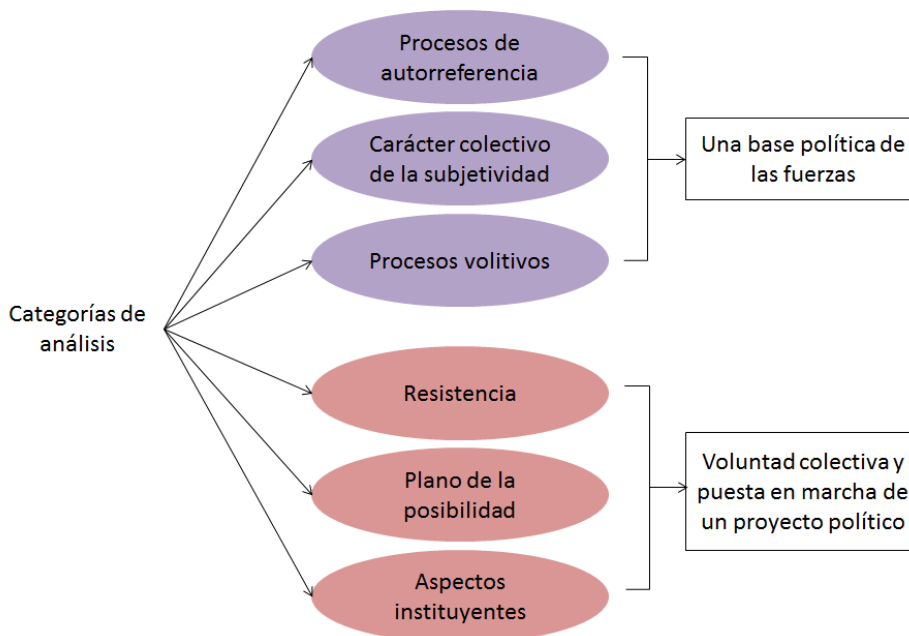 Procesos de
autorreferencia
Carácter colectivo
de la subjetividad
Procesos volitivos
Una base política de
las fuerzas
Categorías de
análisis
Resistencia
Plano de la
posibilidad
Aspectos
instituyentes
Voluntad colectiva y
puesta en marcha de
un proyecto político